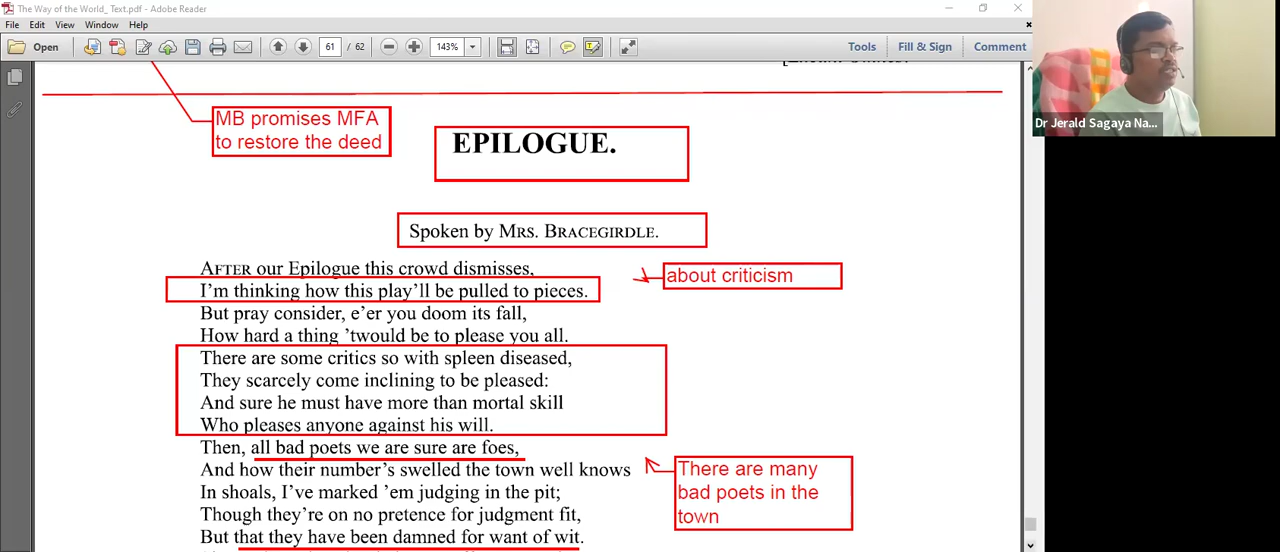 The Way of the World_ Text.pdf - Adobe Reader
File Edit View Window Help
Open
61 / 62
143%
Tools
Fill & Sign
Comment
MB promises MFA
to restore the deed
EPILOGUE.
Spoken by MRS. BRACEGIRDLE.
AFTER our Epilogue this crowd dismisses,
I'm thinking how this play'll be pulled to pieces.
about criticism
But pray consider, e'er you doom its fall,
How hard a thing 'twould be to please you all.
There are some critics so with spleen diseased,
They scarcely come inclining to be pleased:
And sure he must have more than mortal skill
Who pleases anyone against his will.
Then, all bad poets we are sure are foes,
And how their number's swelled the town well knows
In shoals, I've marked 'em judging in the pit;
Though they're on no pretence for judgment fit,
But that they have been damned for want of wit.
There are many
bad poets in the
town
Dr Jerald Sagaya Na...